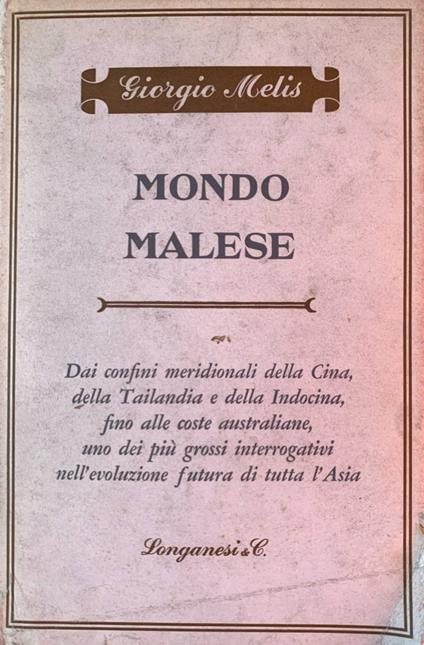 Giorgio Melis
MONDO
MALESE
Dai confini meridionali della Cina,
della Tailandia e della Indocina,
fino alle coste australiane,
uno dei più grossi interrogativi
nell'evoluzione futura di tutta l'Asia
Longanesi & C.